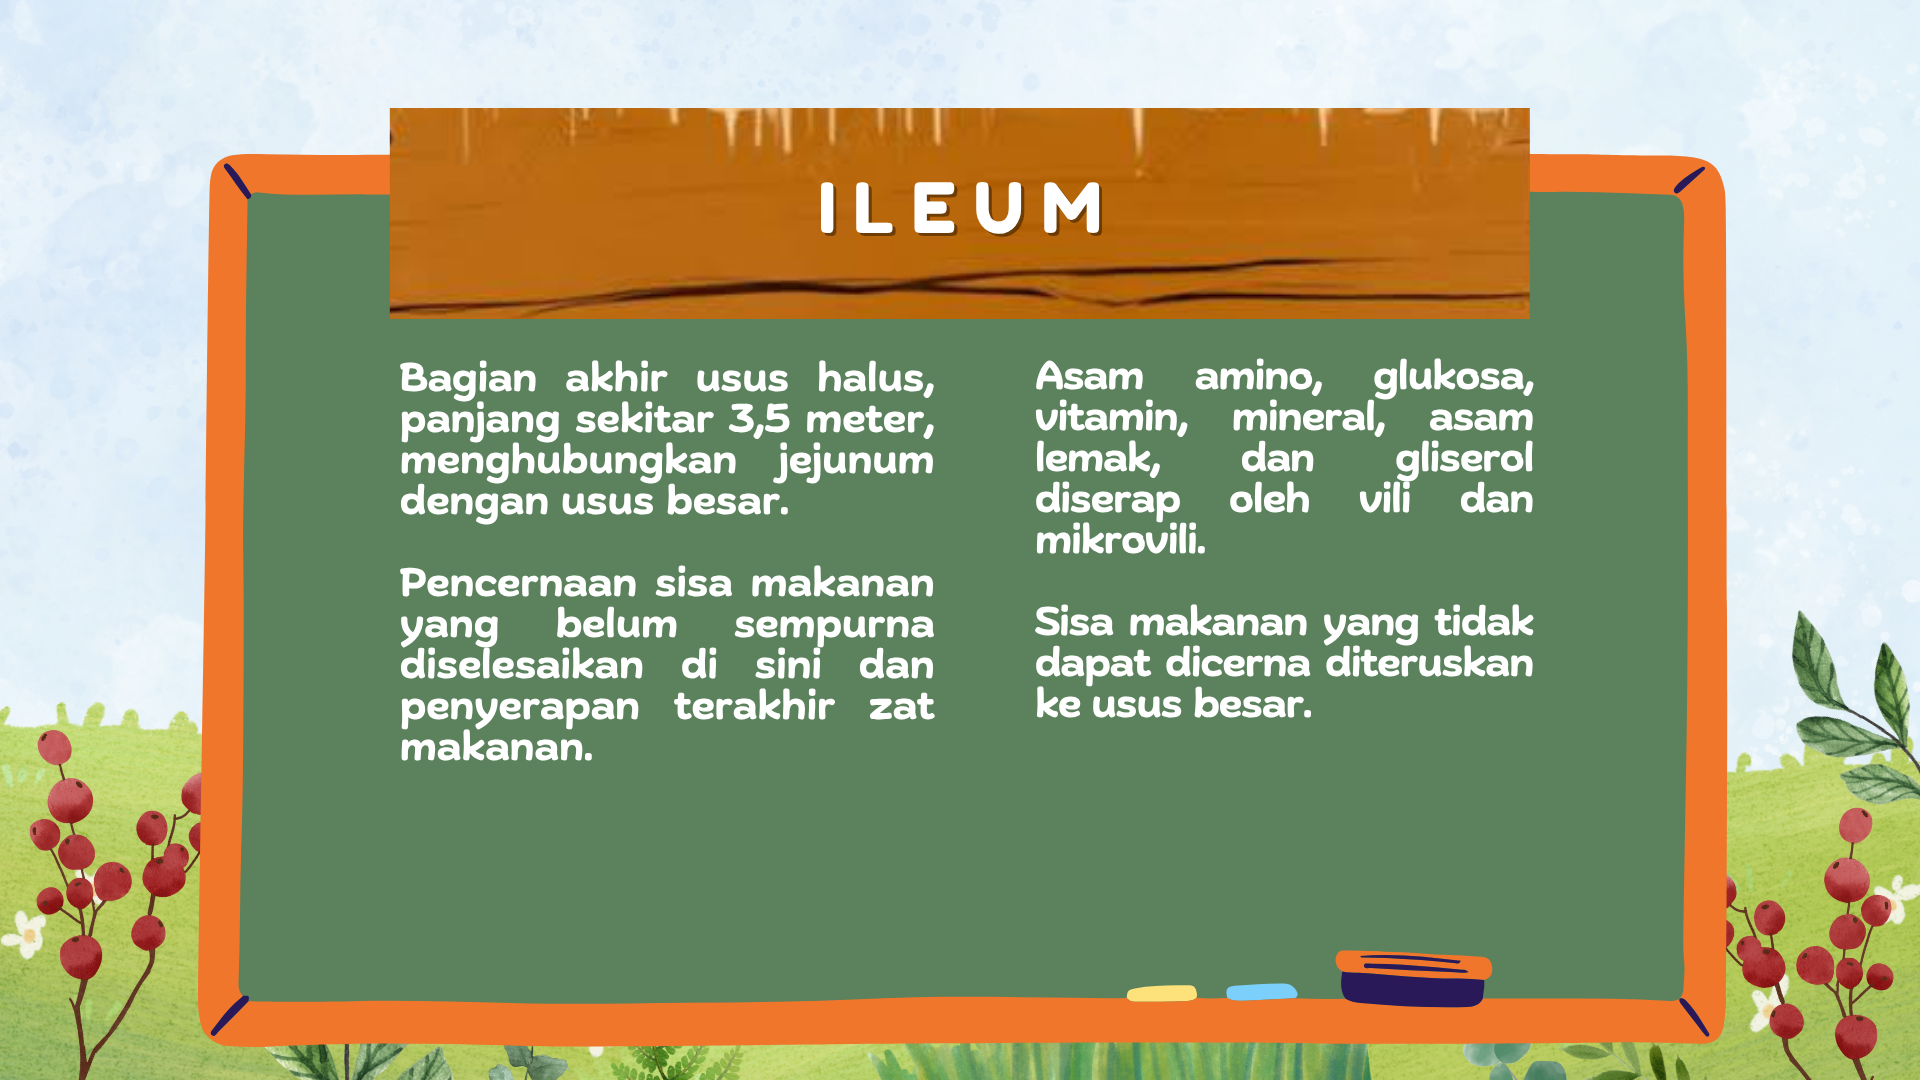 ILEUM
Bagian akhir usus halus,
panjang sekitar 3,5 meter,
menghubungkan jejunum
dengan usus besar.
Pencernaan sisa makanan
yang belum sempurna
diselesaikan di sini dan
penyerapan terakhir zat
makanan.
Asam amino, glukosa,
vitamin, mineral, asam
lemak, dan gliserol
diserap oleh vili dan
mikrovili.
Sisa makanan yang tidak
dapat dicerna diteruskan
ke usus besar.